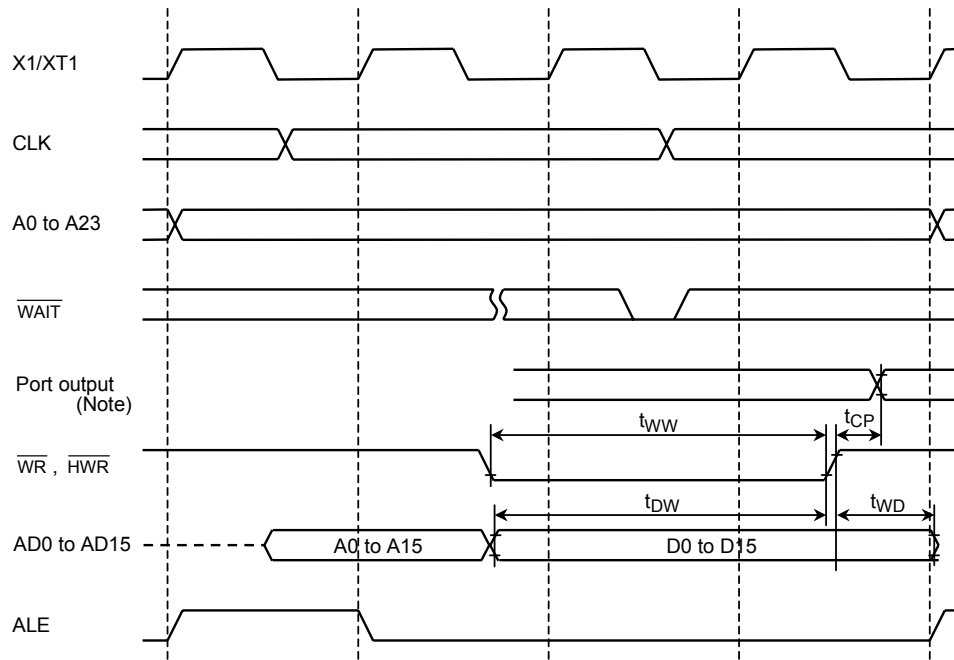 X1/XT1
CLK
A0 to A23
WAIT
Port output
(Note)
tWW
tCP
WR , HWR
tDW
tWD
AD0 to AD15
A0 to A15
D0 to D15
ALE